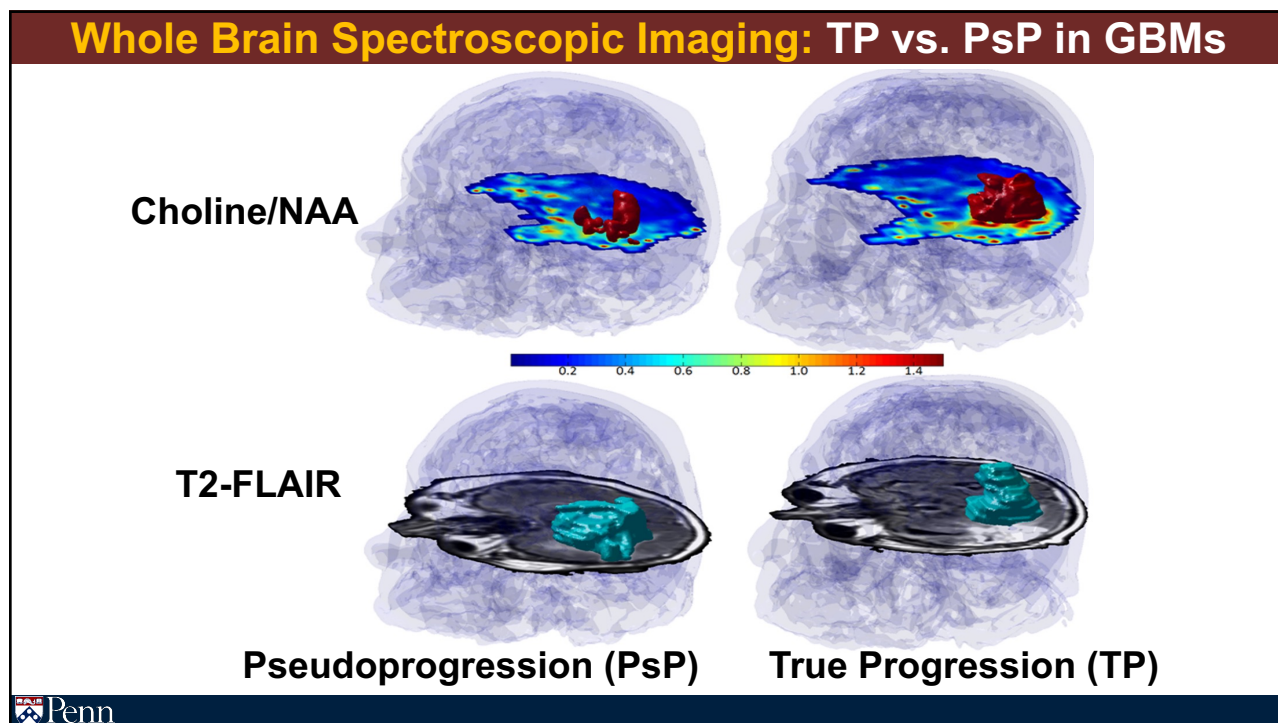 Whole Brain Spectroscopic Imaging: TP vs. PsP in GBMs
Choline/NAA
0.2 0.4 0.6 0.8 1.0 1.2 1.4
T2-FLAIR
Pseudoprogression (PsP) True Progression (TP)
Penn